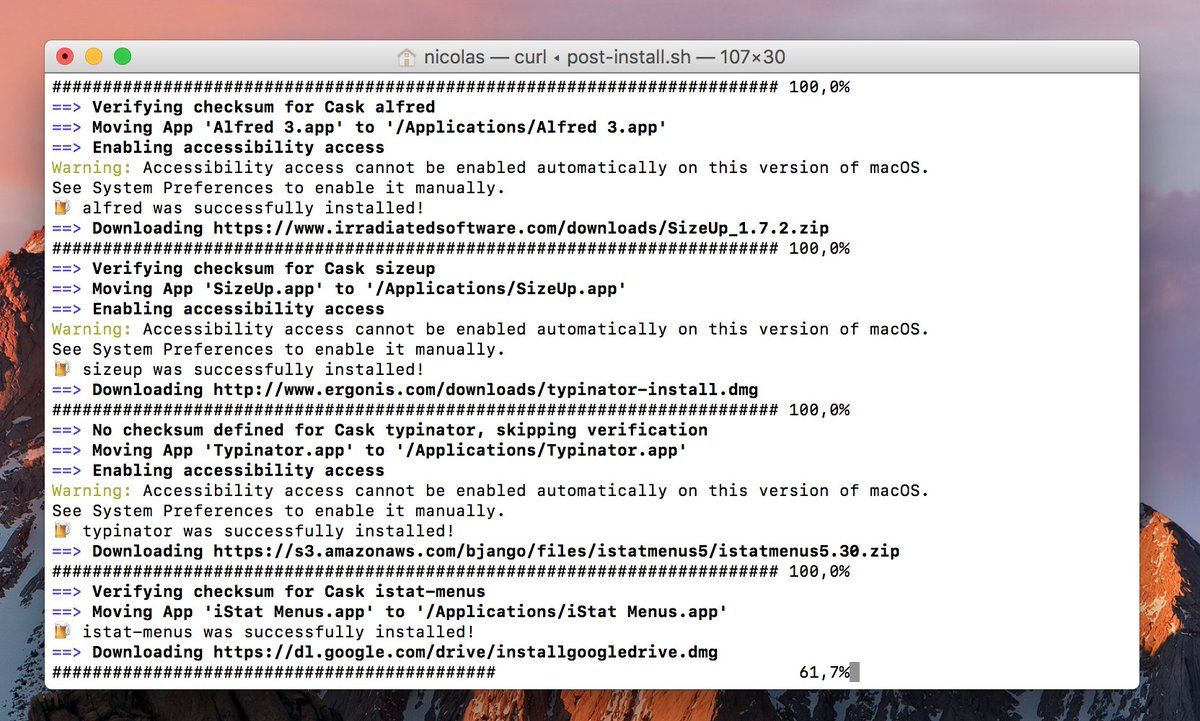 nicolas — curl ◂ post-install.sh — 107×30
######################################################################## 100,0%
==> Verifying checksum for Cask alfred
==> Moving App 'Alfred 3.app' to '/Applications/Alfred 3.app'
==> Enabling accessibility access
Warning: Accessibility access cannot be enabled automatically on this version of macOS.
See System Preferences to enable it manually.
🍺 alfred was successfully installed!
==> Downloading https://www.irradiatedsoftware.com/downloads/SizeUp_1.7.2.zip
######################################################################## 100,0%
==> Verifying checksum for Cask sizeup
==> Moving App 'SizeUp.app' to '/Applications/SizeUp.app'
==> Enabling accessibility access
Warning: Accessibility access cannot be enabled automatically on this version of macOS.
See System Preferences to enable it manually.
🍺 sizeup was successfully installed!
==> Downloading http://www.ergonis.com/downloads/typinator-install.dmg
######################################################################## 100,0%
==> No checksum defined for Cask typinator, skipping verification
==> Moving App 'Typinator.app' to '/Applications/Typinator.app'
==> Enabling accessibility access
Warning: Accessibility access cannot be enabled automatically on this version of macOS.
See System Preferences to enable it manually.
🍺 typinator was successfully installed!
==> Downloading https://s3.amazonaws.com/bjango/files/istatmenus5/istatmenus5.30.zip
######################################################################## 100,0%
==> Verifying checksum for Cask istat-menus
==> Moving App 'iStat Menus.app' to '/Applications/iStat Menus.app'
🍺 istat-menus was successfully installed!
==> Downloading https://dl.google.com/drive/installgoogledrive.dmg
############################################ 61,7%